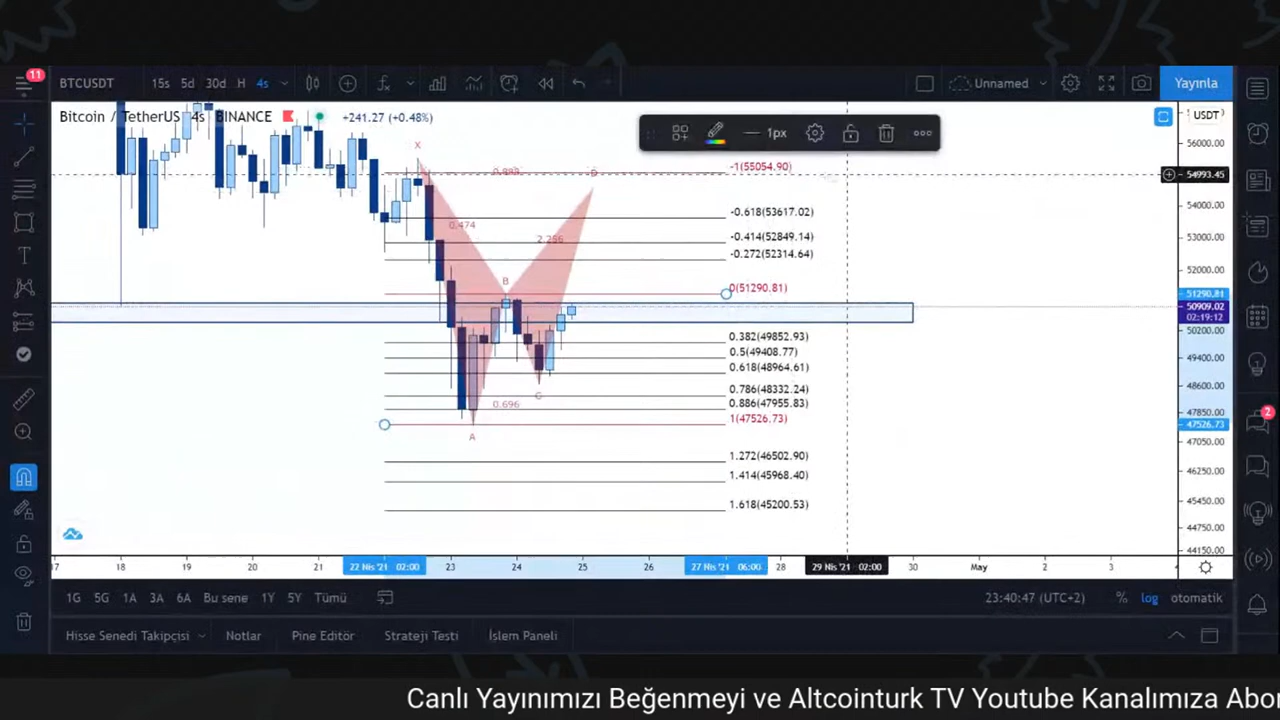 11
BTCUSDT 15s 5d 30d H 4s Unnamed Yayınla
Bitcoin / TetherUS 4s BINANCE +241.27 (+0.48%)
1px
USDT
X
0.888
D
-1(55054.90)
0.474
2.256
-0.618(53617.02)
-0.414(52849.14)
-0.272(52314.64)
B
0(51290.81)
0.382(49852.93)
0.5(49408.77)
0.618(48964.61)
0.786(48332.24)
C
0.696
0.886(47955.83)
1(47526.73)
A
1.272(46502.90)
1.414(45968.40)
1.618(45200.53)
56000.00
54993.45
54000.00
53000.00
52000.00
51290.81
50909.02
02:19:12
50200.00
49400.00
48600.00
47850.00
47526.73
47050.00
46250.00
45450.00
44750.00
44150.00
2
17 18 19 20 21 22 Nis '21 02:00 23 24 25 26 27 Nis '21 06:00 28 29 Nis '21 02:00 30 May 2 3
1G 5G 1A 3A 6A Bu sene 1Y 5Y Tümü 23:40:47 (UTC+2) % log otomatik
Hisse Senedi Takipçisi Notlar Pine Editör Strateji Testi İşlem Paneli
Canlı Yayınımızı Beğenmeyi ve Altcointurk TV Youtube Kanalımıza Abo